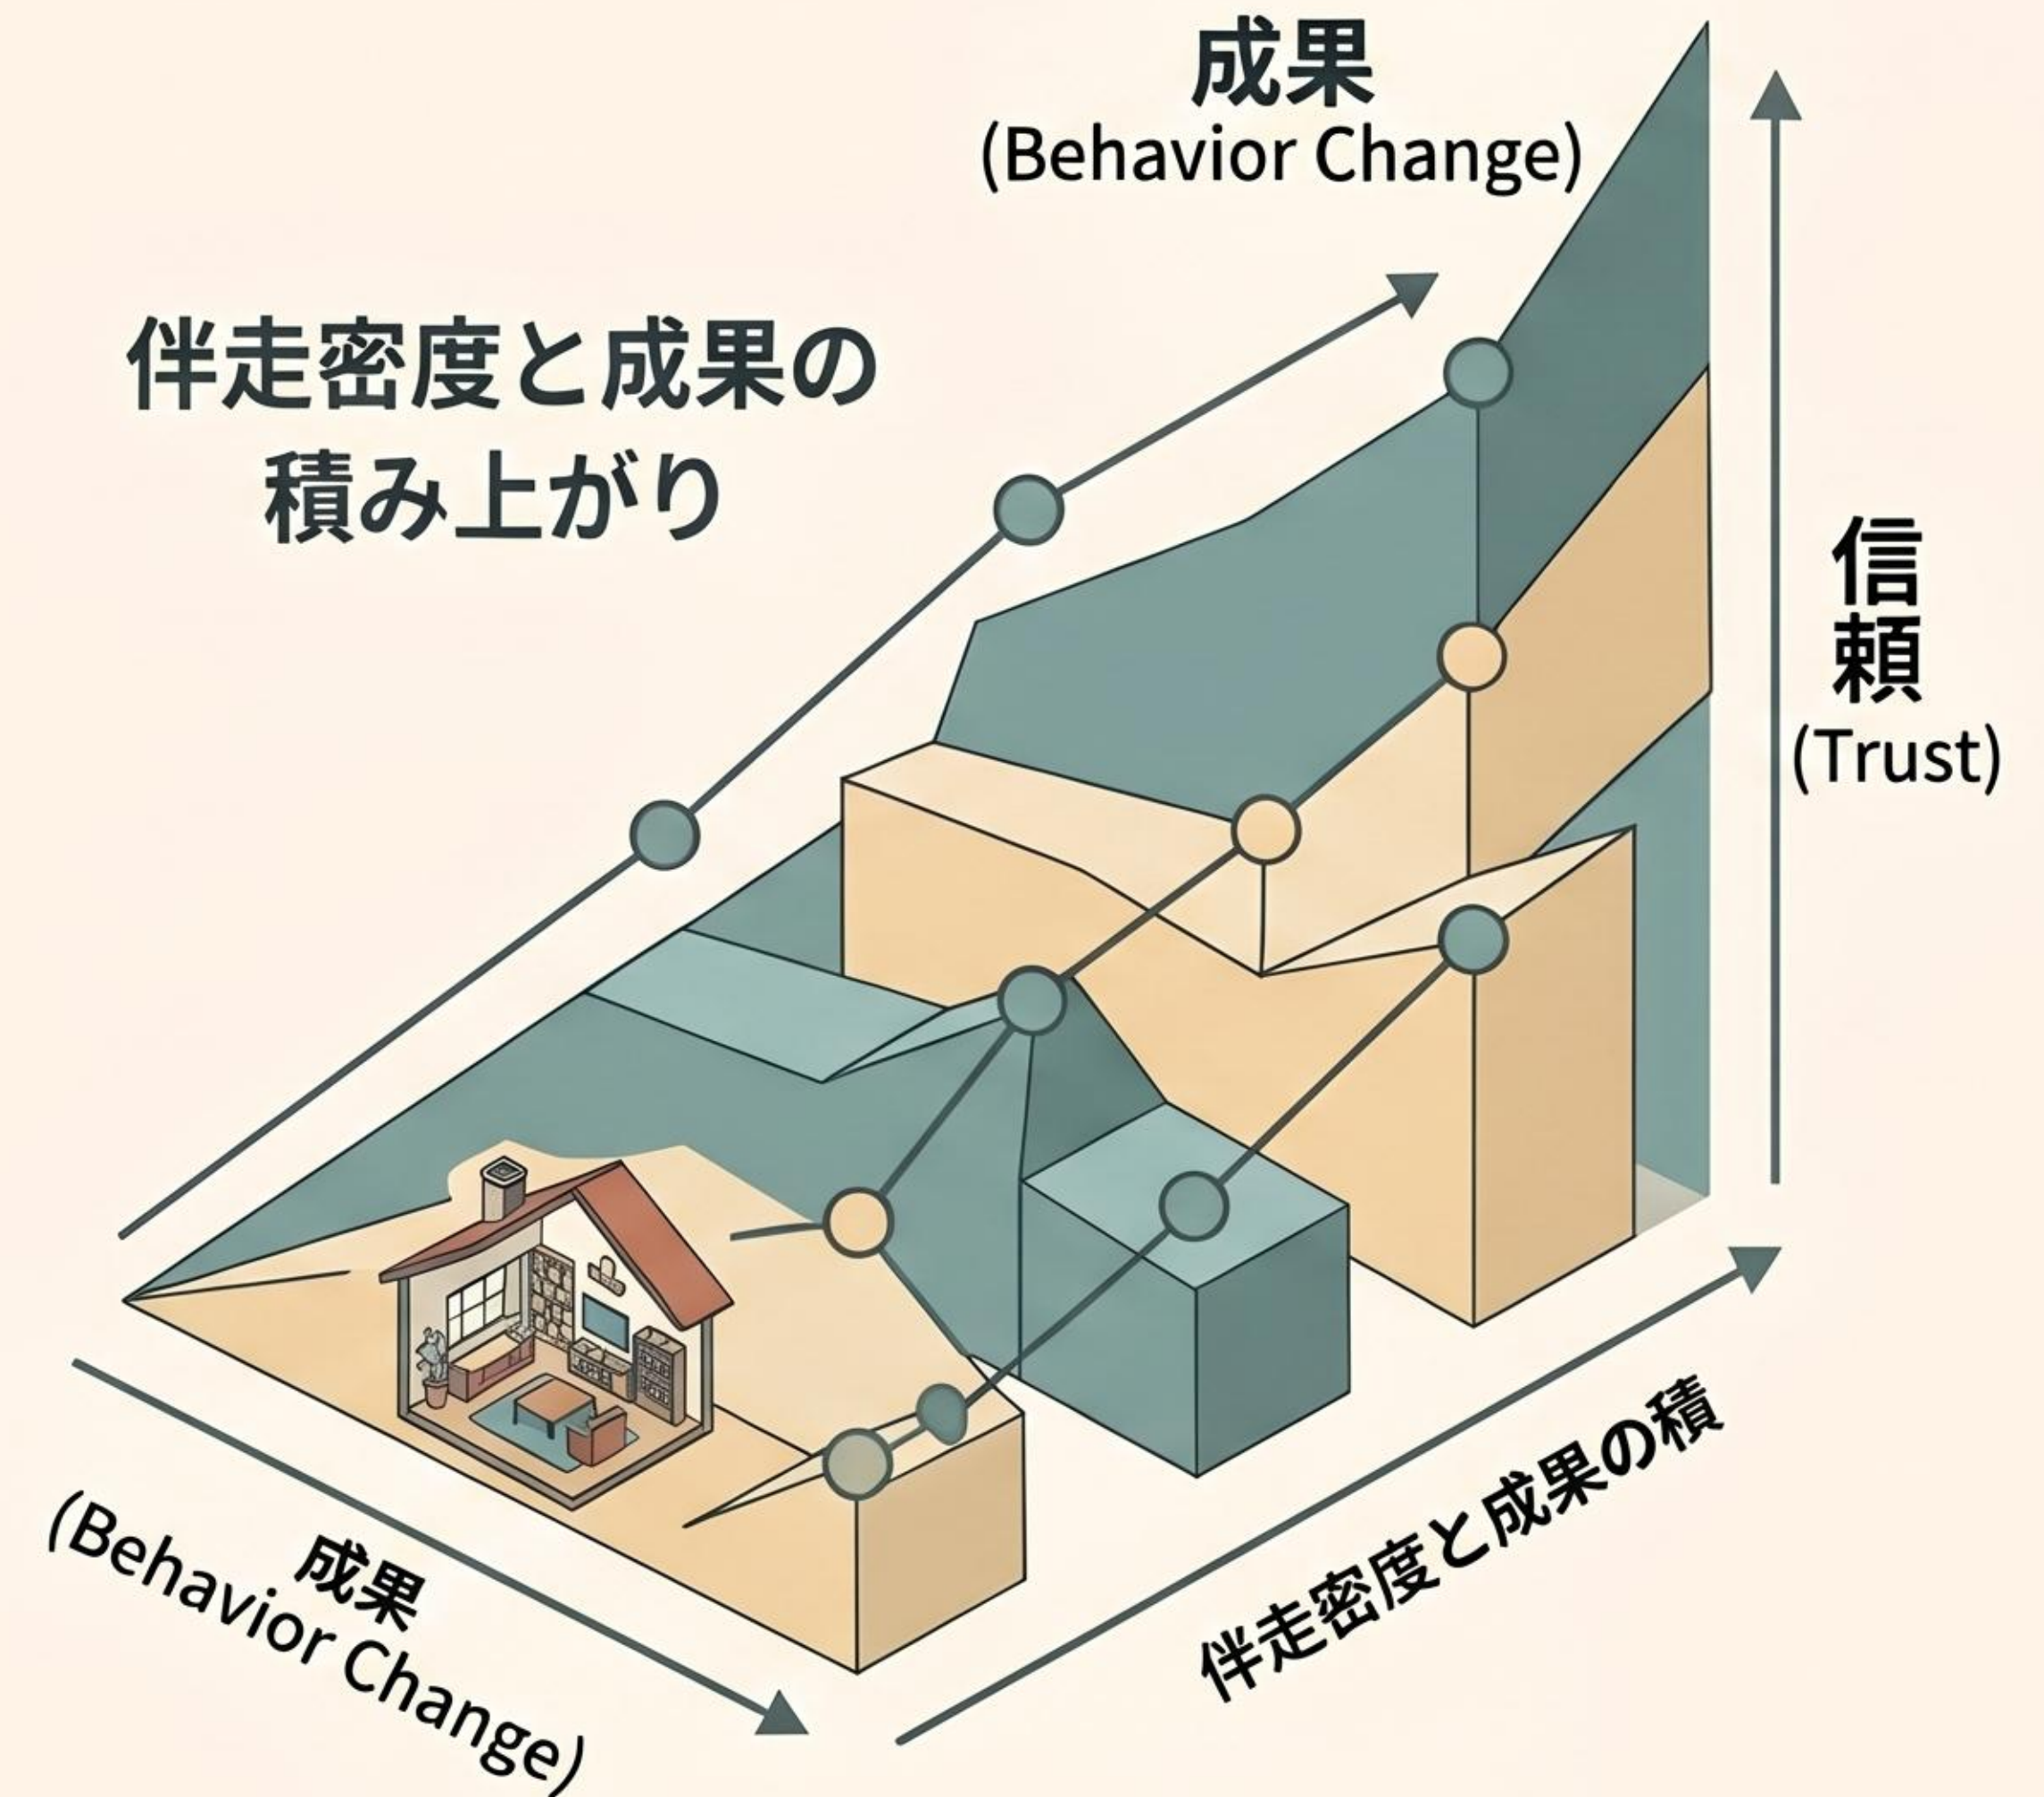 成果
(Behavior Change)
伴走密度と成果の
積み上がり
信頼
(Trust)
伴走密度と成果の積
成果
(Behavior Change)